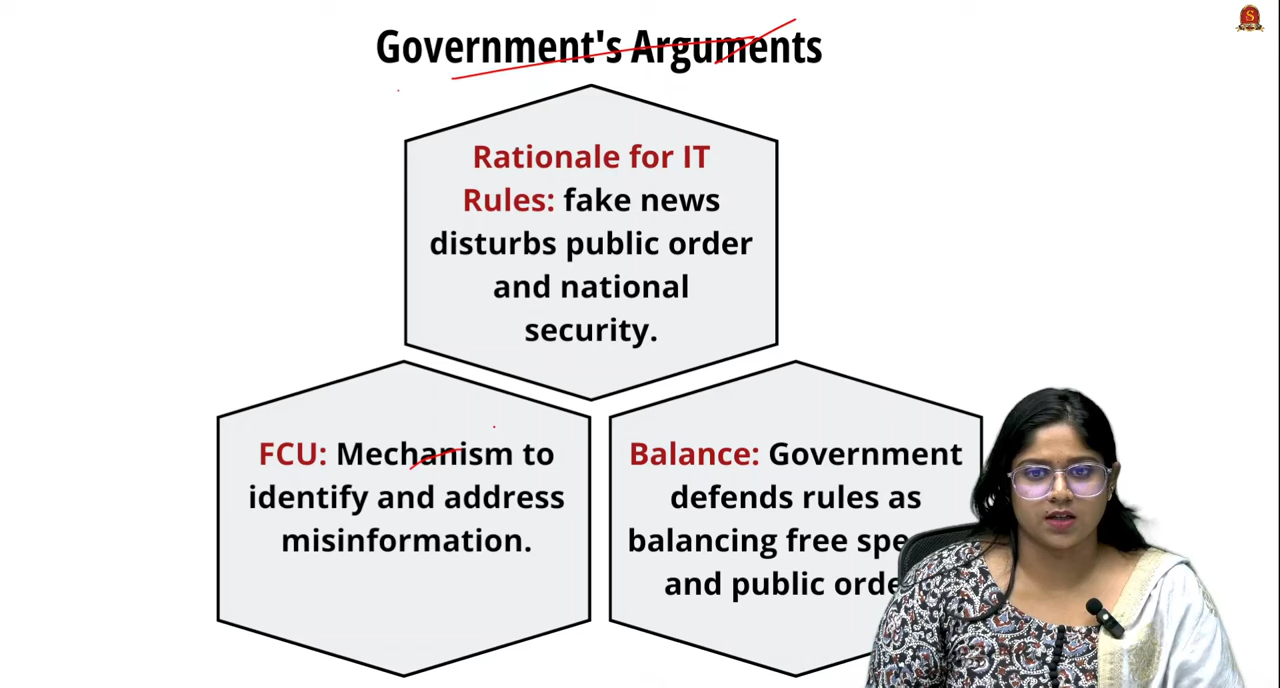 Government's Arguments
Rationale for IT
Rules: fake news
disturbs public order
and national
security.
FCU: Mechanism to
identify and address
misinformation.
Balance: Government
defends rules as
balancing free
and public
S